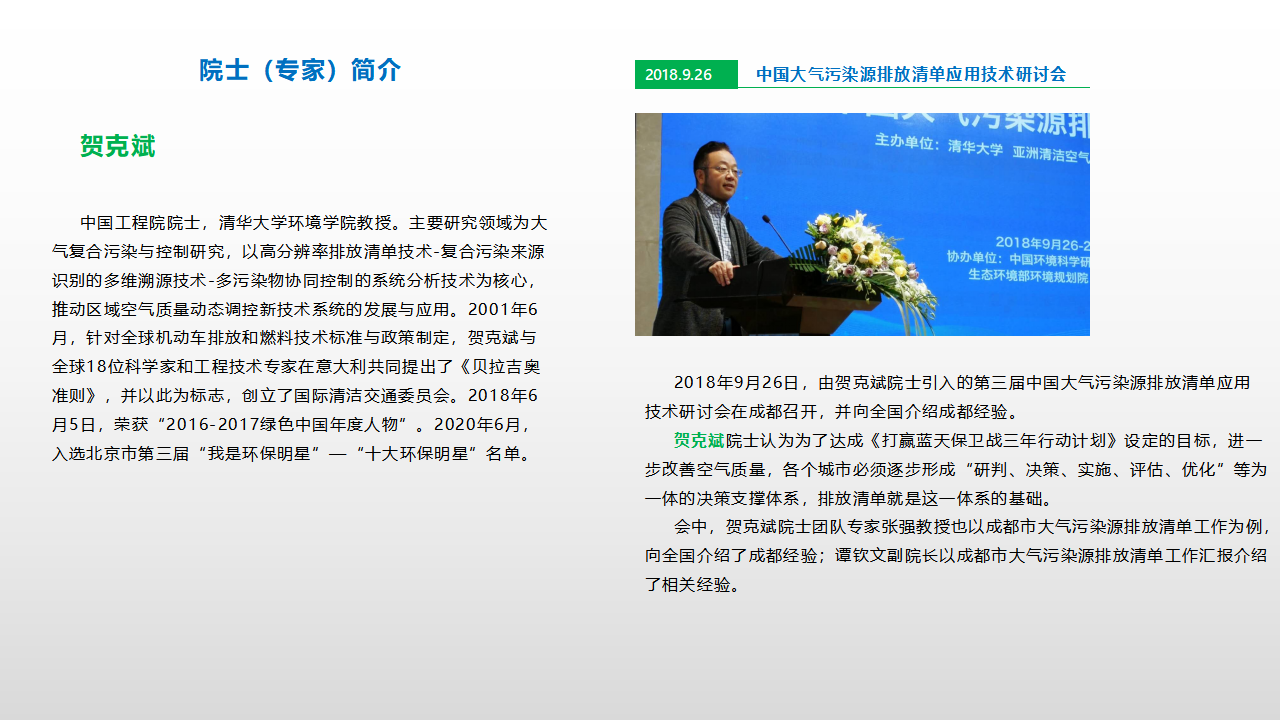 院士（专家）简介
贺克斌
中国工程院院士，清华大学环境学院教授。主要研究领域为大
气复合污染与控制研究，以高分辨率排放清单技术-复合污染来源
识别的多维溯源技术-多污染物协同控制的系统分析技术为核心，
推动区域空气质量动态调控新技术系统的发展与应用。2001年6
月，针对全球机动车排放和燃料技术标准与政策制定，贺克斌与
全球18位科学家和工程技术专家在意大利共同提出了《贝拉吉奥
准则》，并以此为标志，创立了国际清洁交通委员会。2018年6
月5日，荣获“2016-2017绿色中国年度人物”。2020年6月，
入选北京市第三届“我是环保明星”—“十大环保明星”名单。
2018.9.26 中国大气污染源排放清单应用技术研讨会
大气污染源排
主办单位：清华大学 亚洲清洁空气
2018年9月26-2
协办单位：中国环境科学研
生态环境部环境规划院
2018年9月26日，由贺克斌院士引入的第三届中国大气污染源排放清单应用
技术研讨会在成都召开，并向全国介绍成都经验。
贺克斌院士认为为了达成《打赢蓝天保卫战三年行动计划》设定的目标，进一
步改善空气质量，各个城市必须逐步形成“研判、决策、实施、评估、优化”等为
一体的决策支撑体系，排放清单就是这一体系的基础。
会中，贺克斌院士团队专家张强教授也以成都市大气污染源排放清单工作为例，
向全国介绍了成都经验；谭钦文副院长以成都市大气污染源排放清单工作汇报介绍
了相关经验。